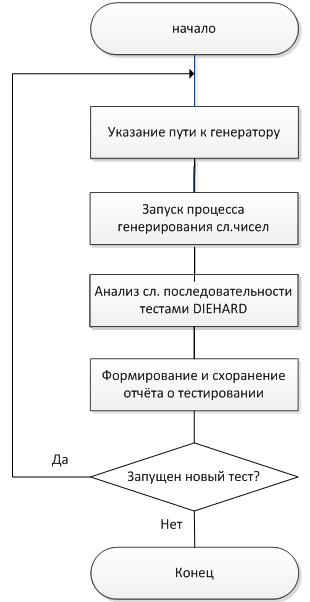 начало
Указание пути к генератору
Запуск процесса
генерирования сл.чисел
Анализ сл. последовательности
тестами DIEHARD
Формирование и схоранение
отчёта о тестировании
Да
Запущен новый тест?
Нет
Конец